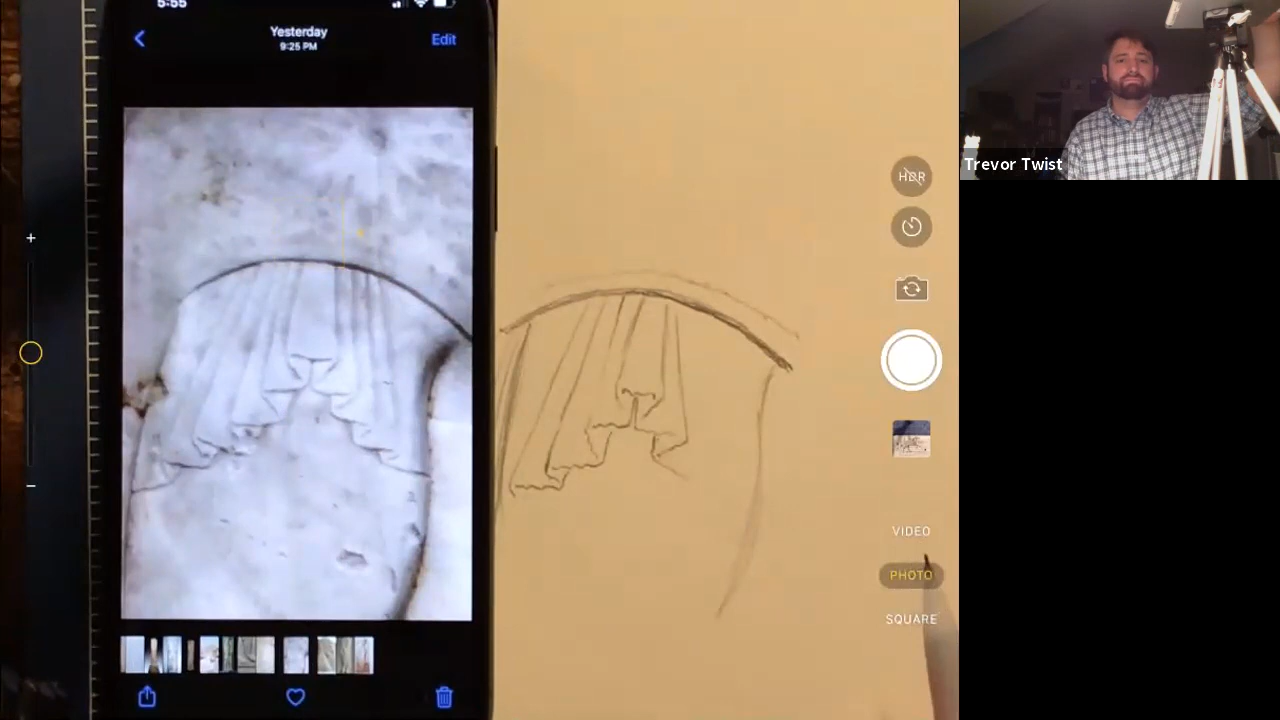 5:55
Yesterday
9:25 PM
Edit
HDR
VIDEO
PHOTO
SQUARE
Trevor Twist